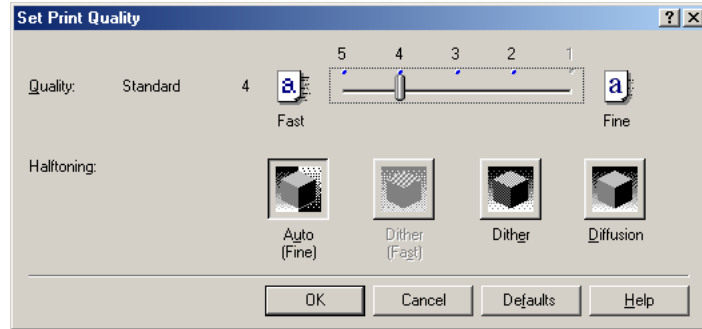 Set Print Quality
5 4 3 2 1
Quality: Standard 4
a a
Fast Fine
Halftoning:
Auto (Fine)
Dither (Fast)
Dither
Diffusion
OK Cancel Defaults Help